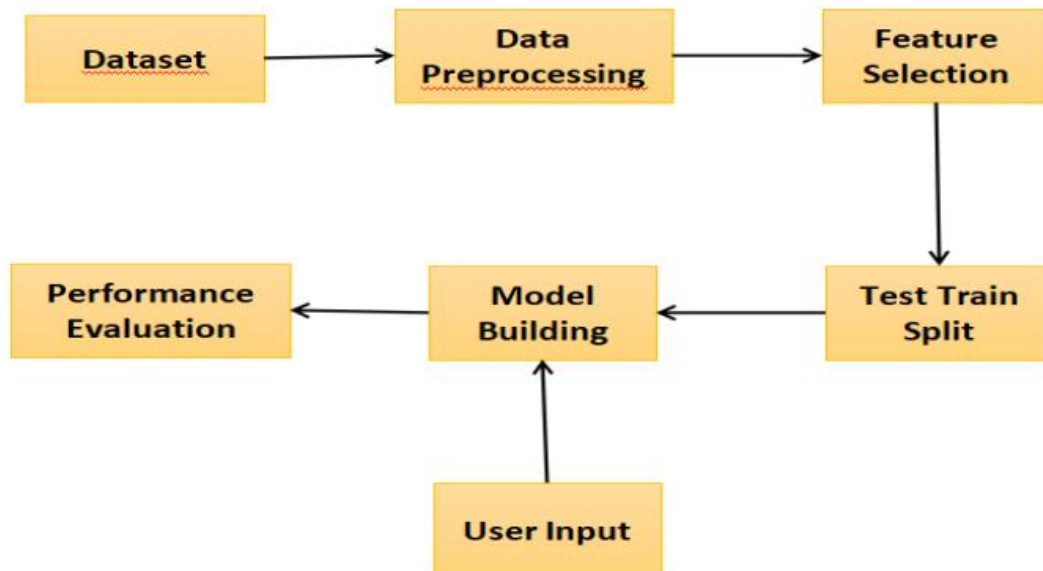 Dataset
Data
Preprocessing
Feature
Selection
Performance
Evaluation
Model
Building
Test Train
Split
User Input